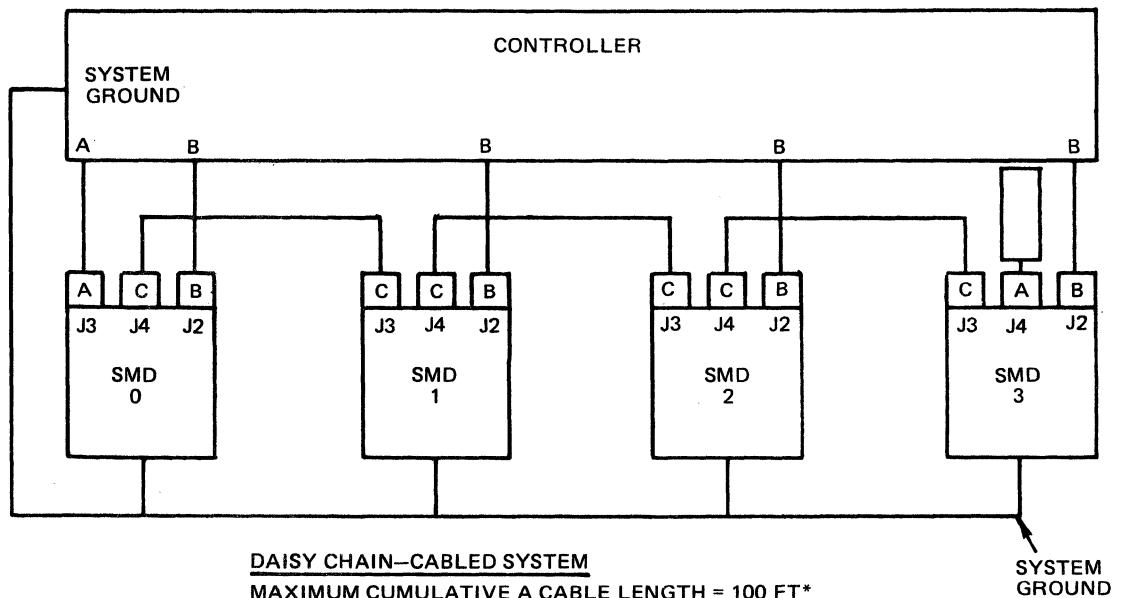 CONTROLLER
SYSTEM
GROUND
A B B B B
A C B C C B C C B C A B
J3 J4 J2 J3 J4 J2 J3 J4 J2 J3 J4 J2
SMD SMD SMD SMD
0 1 2 3
DAISY CHAIN—CABLED SYSTEM
MAXIMUM CUMULATIVE A CABLE LENGTH = 100 FT*
SYSTEM
GROUND